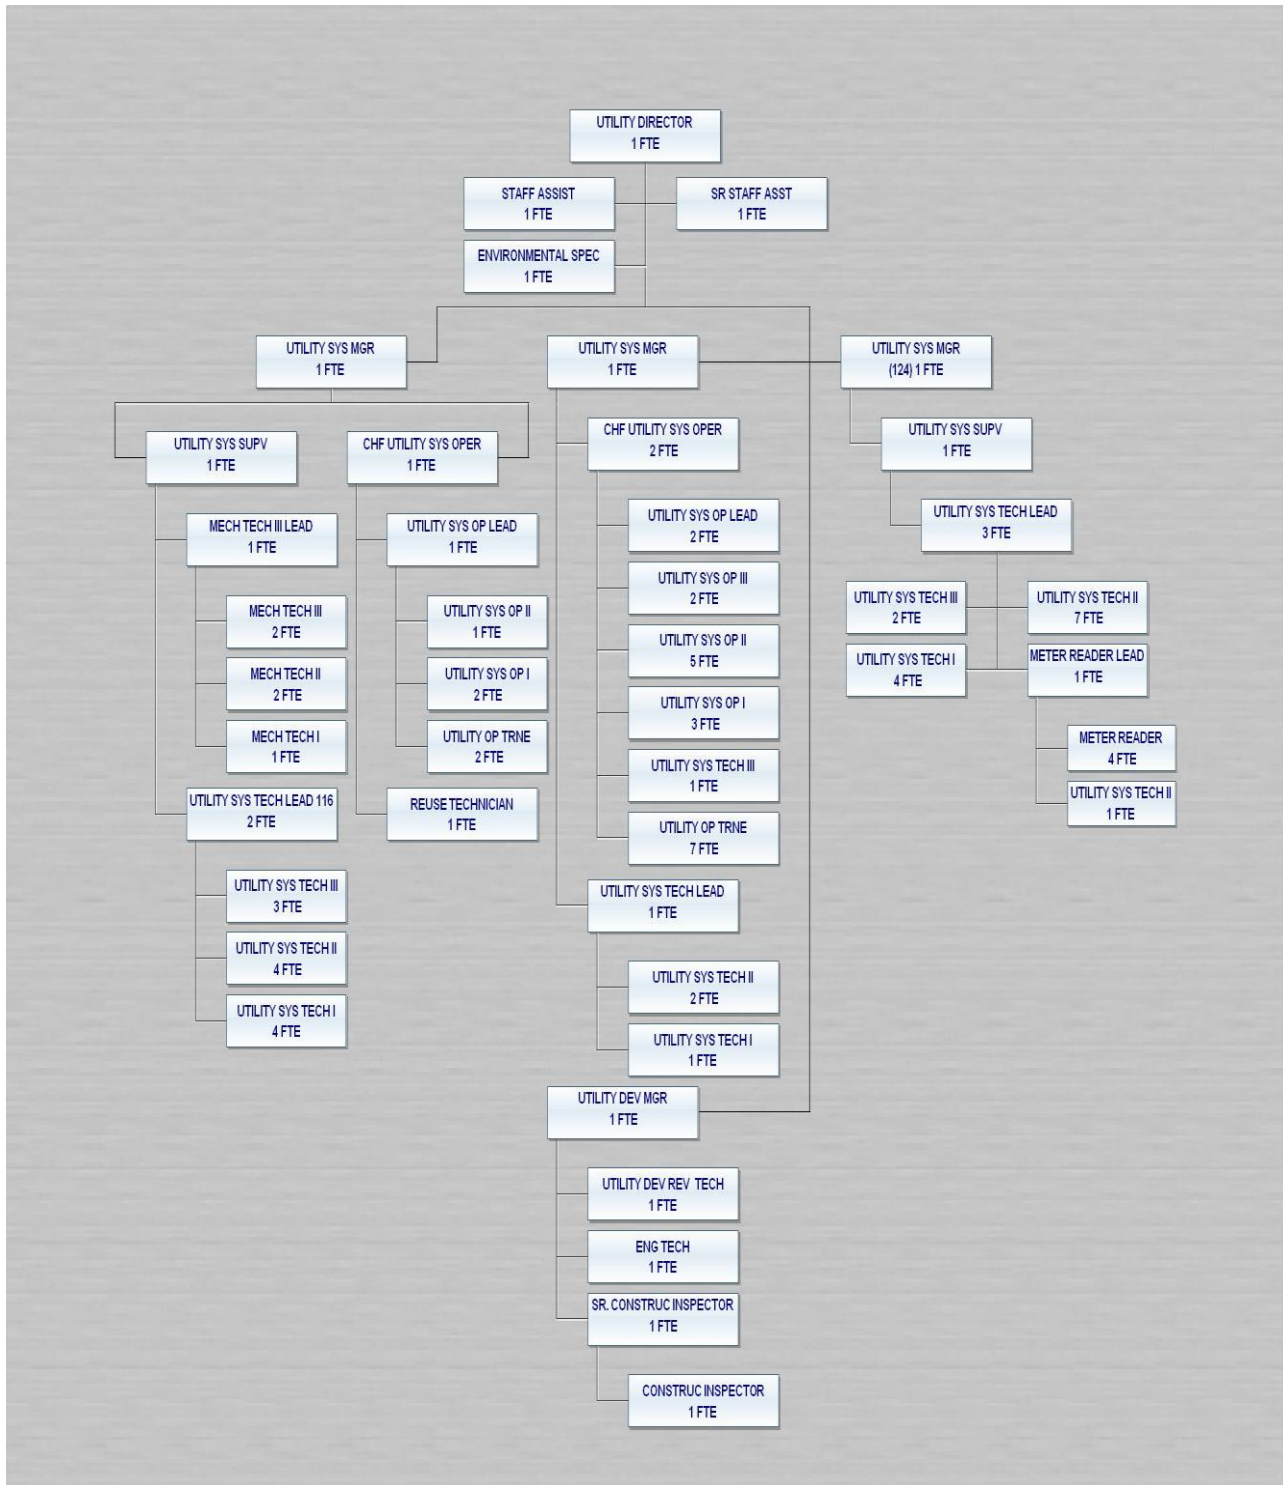 UTILITY DIRECTOR
1 FTE
STAFF ASSIST
1 FTE
SR STAFF ASST
1 FTE
ENVIRONMENTAL SPEC
1 FTE
UTILITY SYS MGR
1 FTE
UTILITY SYS SUPV
1 FTE
MECH TECH III LEAD
1 FTE
MECH TECH III
2 FTE
MECH TECH II
2 FTE
MECH TECH I
1 FTE
UTILITY SYS TECH LEAD 116
2 FTE
UTILITY SYS TECH III
3 FTE
UTILITY SYS TECH II
4 FTE
UTILITY SYS TECH I
4 FTE
CHF UTILITY SYS OPER
1 FTE
UTILITY SYS OP LEAD
1 FTE
UTILITY SYS OP II
1 FTE
UTILITY SYS OP I
2 FTE
UTILITY OP TRNE
2 FTE
REUSE TECHNICIAN
1 FTE
UTILITY SYS MGR
1 FTE
CHF UTILITY SYS OPER
2 FTE
UTILITY SYS OP LEAD
2 FTE
UTILITY SYS OP III
2 FTE
UTILITY SYS OP II
5 FTE
UTILITY SYS OP I
3 FTE
UTILITY SYS TECH III
1 FTE
UTILITY OP TRNE
7 FTE
UTILITY SYS TECH LEAD
1 FTE
UTILITY SYS TECH II
2 FTE
UTILITY SYS TECH I
1 FTE
UTILITY SYS MGR
(124) 1 FTE
UTILITY SYS SUPV
1 FTE
UTILITY SYS TECH LEAD
3 FTE
UTILITY SYS TECH III
2 FTE
UTILITY SYS TECH II
7 FTE
UTILITY SYS TECH I
4 FTE
METER READER LEAD
1 FTE
METER READER
4 FTE
UTILITY SYS TECH II
1 FTE
UTILITY DEV MGR
1 FTE
UTILITY DEV REV TECH
1 FTE
ENG TECH
1 FTE
SR. CONSTRUC INSPECTOR
1 FTE
CONSTRUC INSPECTOR
1 FTE